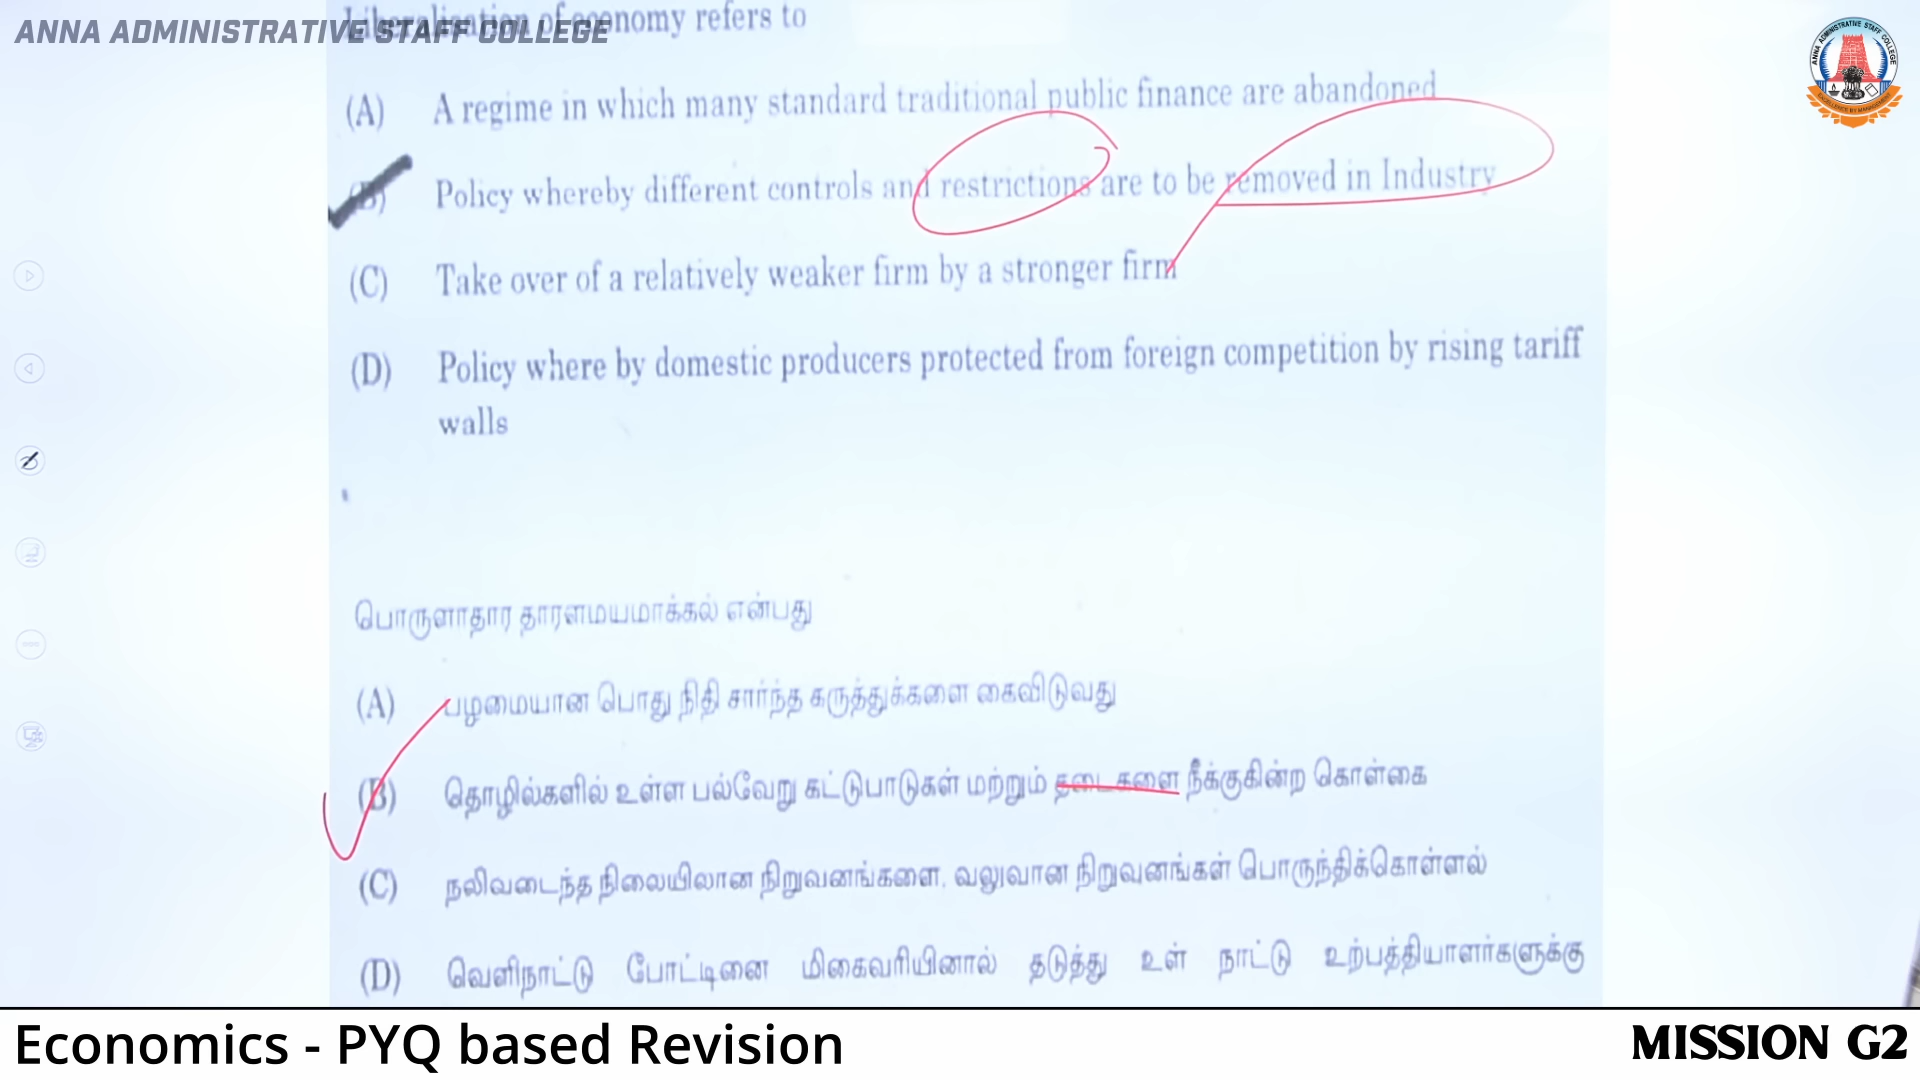 ANNA ADMINISTRATIVE STAFF COLLEGE
Liberalisation of economy refers to
(A) A regime in which many standard traditional public finance are abandoned
(B) Policy whereby different controls and restrictions are to be removed in Industry
(C) Take over of a relatively weaker firm by a stronger firm
(D) Policy where by domestic producers protected from foreign competition by rising tariff
walls
பொருளாதார தாராளமயமாக்கல் என்பது
(A) பழமையான பொது நிதி சார்ந்த கருத்துக்களை கைவிடுவது
(B) தொழில்களில் உள்ள பல்வேறு கட்டுபாடுகள் மற்றும் தடைகளை நீக்குகின்ற கொள்கை
(C) நலிவடைந்த நிலையிலான நிறுவனங்களை, வலுவான நிறுவனங்கள் பொருந்திக்கொள்ளல்
(D) வெளிநாட்டு போட்டினை மிகைவரியினால் தடுத்து உள் நாட்டு உற்பத்தியாளர்களுக்கு
Economics - PYQ based Revision
MISSION G2
ANNA ADMINISTRATIVE STAFF COLLEGE